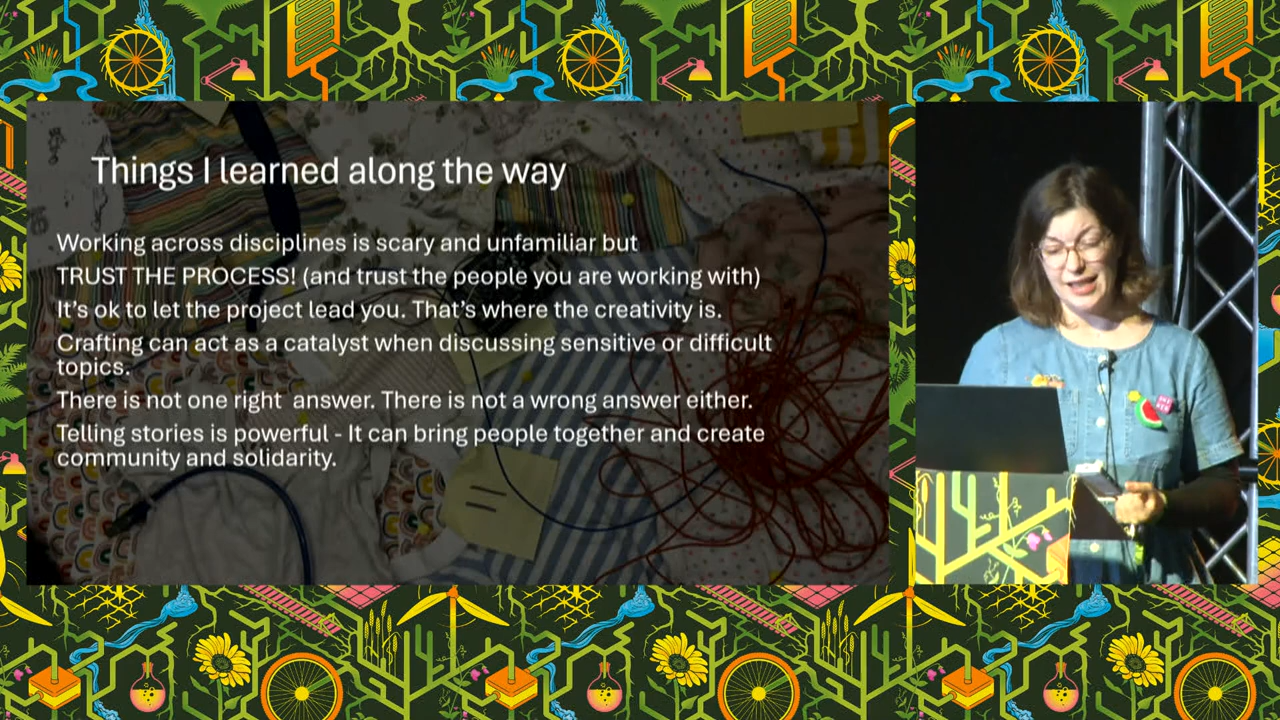 Things I learned along the way
Working across disciplines is scary and unfamiliar but
TRUST THE PROCESS! (and trust the people you are working with)
It's ok to let the project lead you. That's where the creativity is.
Crafting can act as a catalyst when discussing sensitive or difficult
topics.
There is not one right  answer. There is not a wrong answer either.
Telling stories is powerful - It can bring people together and create
community and solidarity.